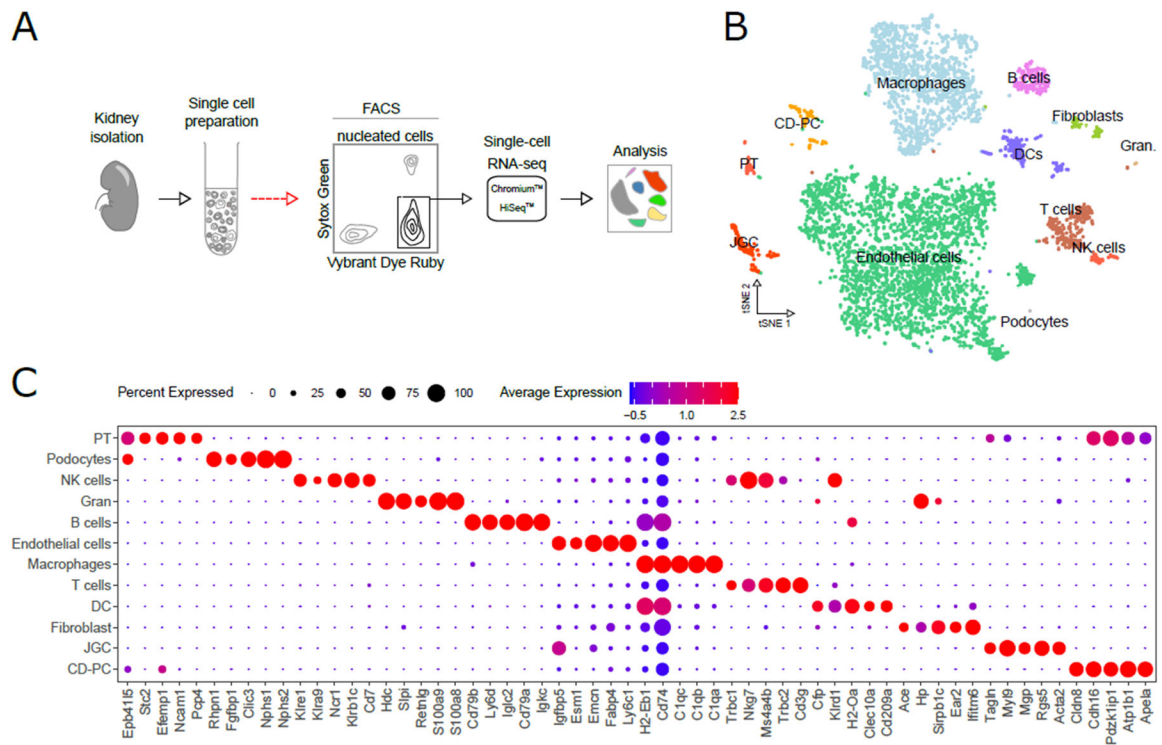 A
Kidney
isolation
Single cell
preparation
FACS
nucleated cells
Sytox Green
Vybrant Dye Ruby
Single-cell
RNA-seq
Chromium™
HiSeq™
Analysis
B
Macrophages
B cells
CD-PC
Fibroblasts
DCs
Gran.
PT
T cells
JGC
Endothelial cells
NK cells
tSNE 2
tSNE 1
Podocytes
C
Percent Expressed 0 25 50 75 100
Average Expression
−0.5 1.0 2.5
PT
Podocytes
NK cells
Gran
B cells
Endothelial cells
Macrophages
T cells
DC
Fibroblast
JGC
CD-PC
Epb41l5
Stc2
Efemp1
Ncam1
Pcp4
Rhpn1
Fgfbp1
Clic3
Nphs1
Nphs2
Klre1
Klra9
Ncr1
Klrb1c
Cd7
Hdc
Slpi
Retnlg
S100a9
S100a8
Cd79b
Ly6d
Iglc2
Cd79a
Igkc
Igfbp5
Esm1
Emcn
Fabp4
Ly6c1
H2-Eb1
Cd74
C1qc
C1qb
C1qa
Trbc1
Nkg7
Ms4a4b
Trbc2
Cd3g
Cfp
Klrd1
H2-Oa
Clec10a
Cd209a
Ace
Hp
Sirpb1c
Ear2
Ifitm6
Tagln
Myl9
Mgp
Rgs5
Acta2
Cldn8
Cdh16
Pdzk1ip1
Atp1b1
Apela